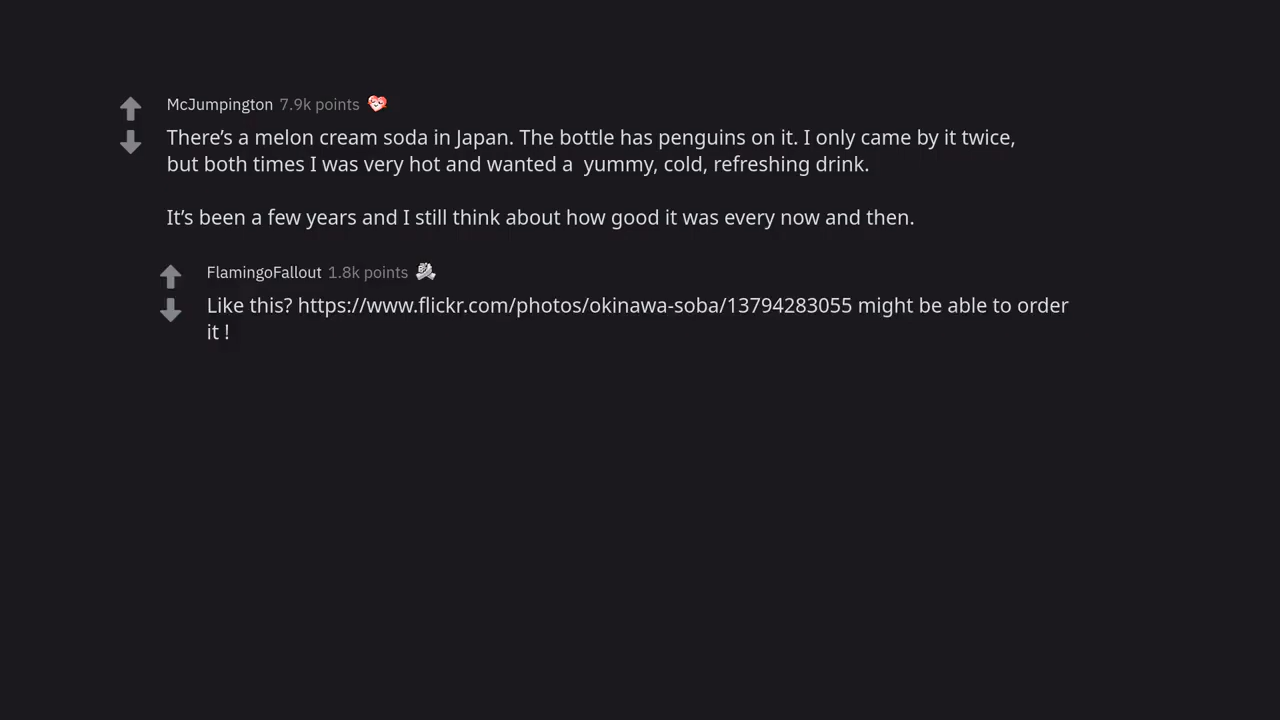 McJumpington 7.9k points
There’s a melon cream soda in Japan. The bottle has penguins on it. I only came by it twice,
but both times I was very hot and wanted a  yummy, cold, refreshing drink.
It’s been a few years and I still think about how good it was every now and then.
FlamingoFallout 1.8k points
Like this? https://www.flickr.com/photos/okinawa-soba/13794283055 might be able to order
it !